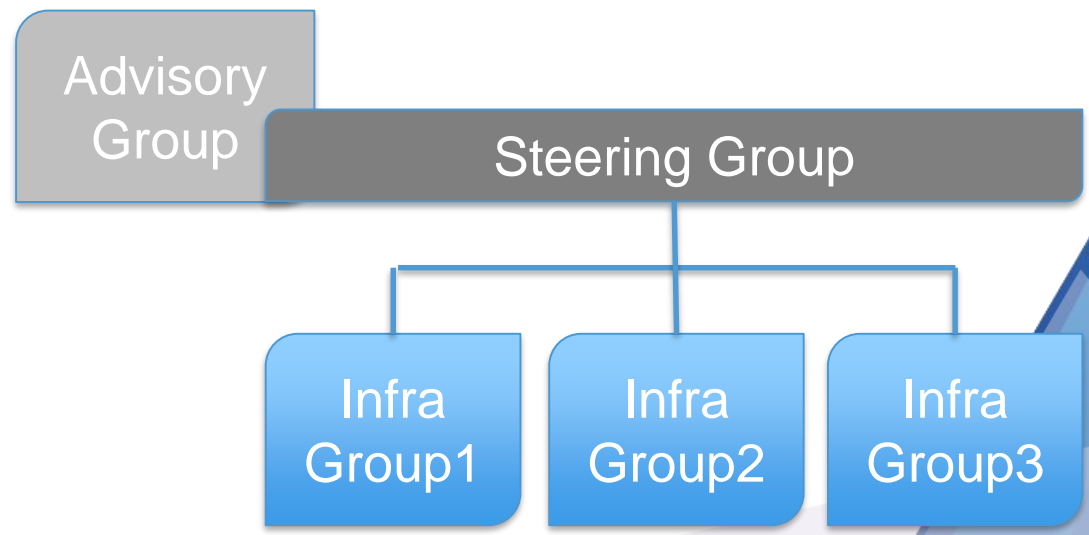 Advisory
Group
Steering Group
Infra
Group1
Infra
Group2
Infra
Group3